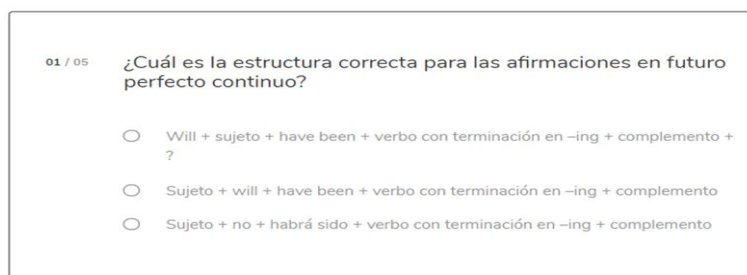 01 / 05 ¿Cuál es la estructura correcta para las afirmaciones en futuro
perfecto continuo?
Will + sujeto + have been + verbo con terminación en –ing + complemento +
?
Sujeto + will + have been + verbo con terminación en –ing + complemento
Sujeto + no + habrá sido + verbo con terminación en –ing + complemento